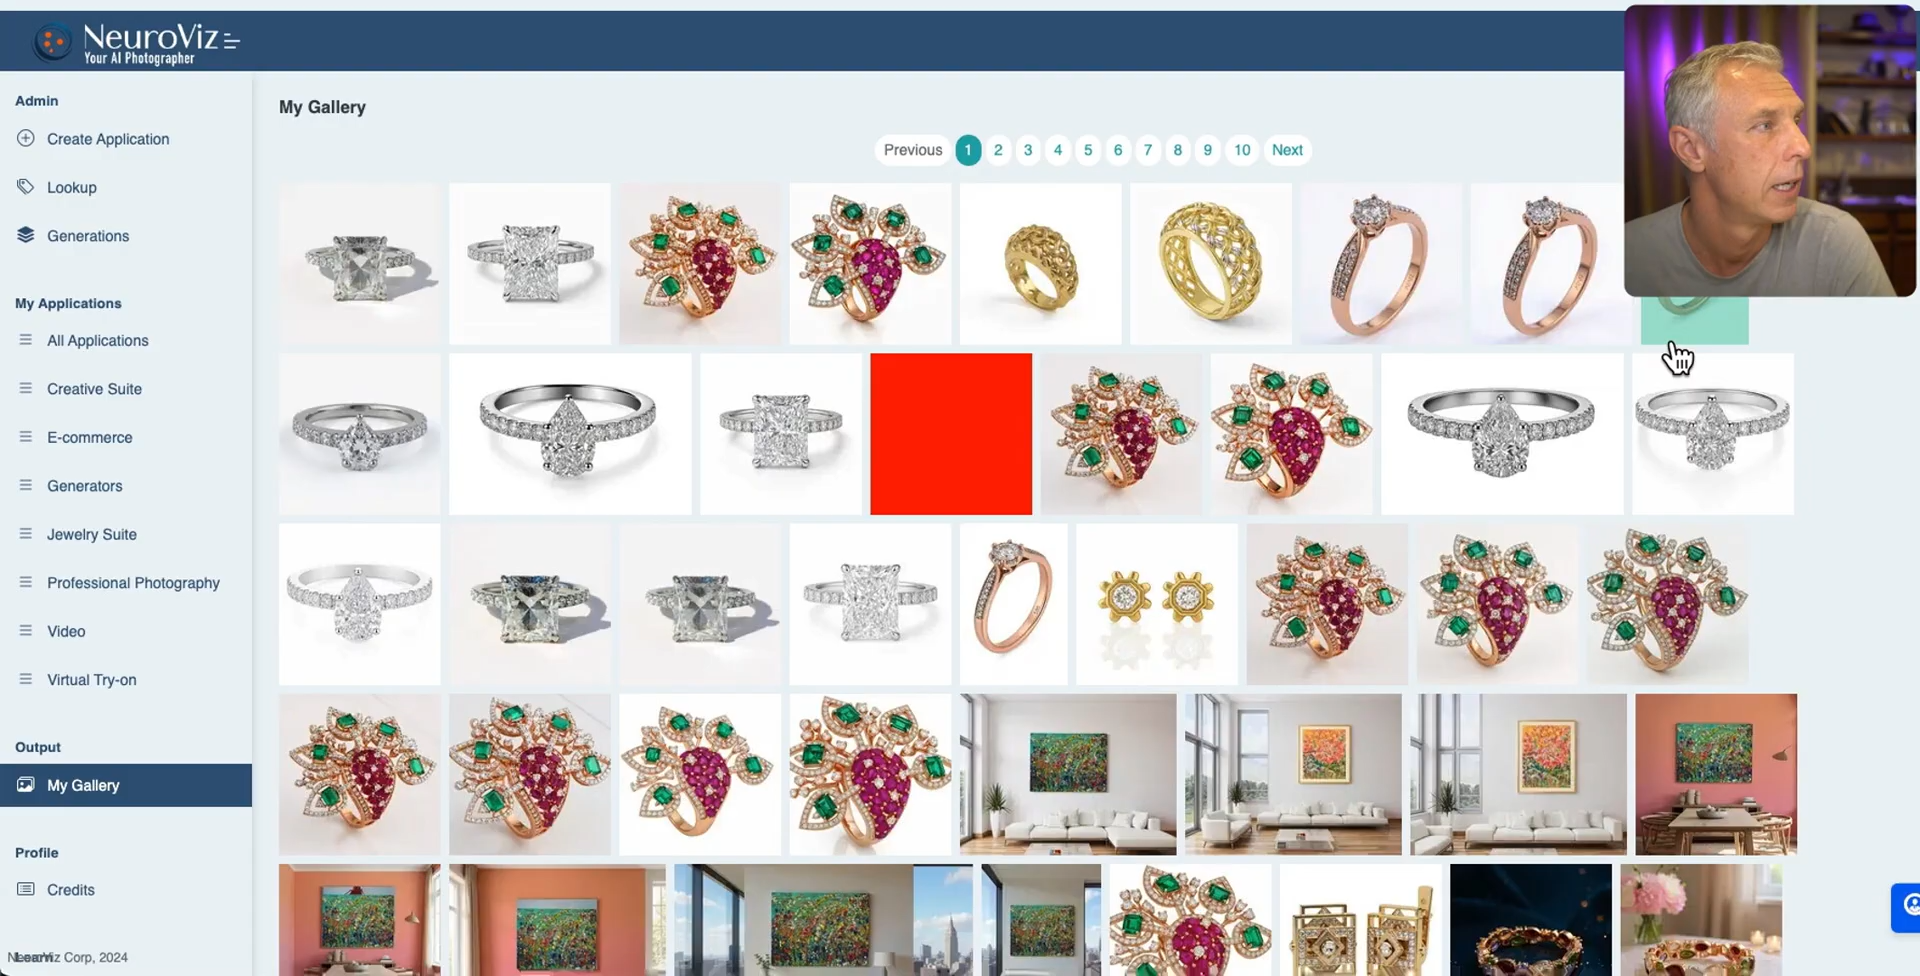 NeuroViz
Your AI Photographer
Admin
Create Application
Lookup
Generations
My Applications
All Applications
Creative Suite
E-commerce
Generators
Jewelry Suite
Professional Photography
Video
Virtual Try-on
Output
My Gallery
Profile
Credits
Learn
NeuroViz Corp, 2024
My Gallery
Previous 1 2 3 4 5 6 7 8 9 10 Next